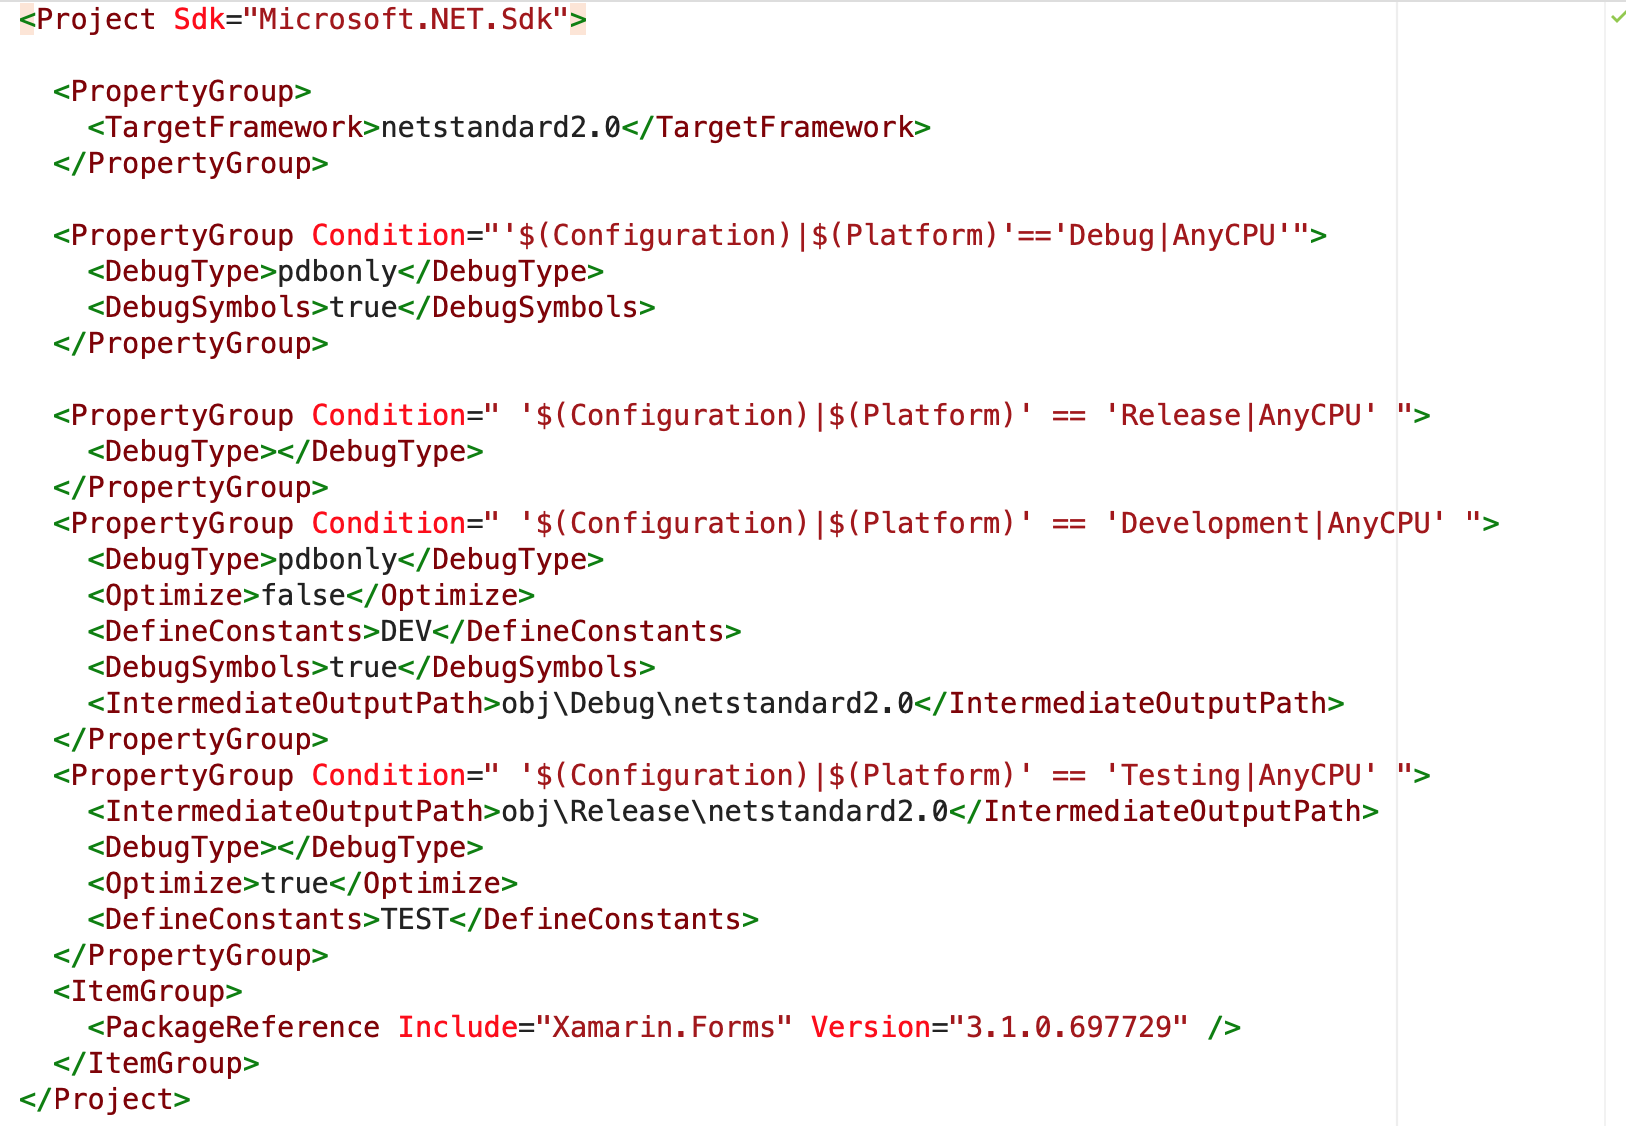 <Project Sdk="Microsoft.NET.Sdk">
<PropertyGroup>
<TargetFramework>netstandard2.0</TargetFramework>
</PropertyGroup>
<PropertyGroup Condition="'$(Configuration)|$(Platform)'=='Debug|AnyCPU'">
<DebugType>pdbonly</DebugType>
<DebugSymbols>true</DebugSymbols>
</PropertyGroup>
<PropertyGroup Condition=" '$(Configuration)|$(Platform)' == 'Release|AnyCPU' ">
<DebugType></DebugType>
</PropertyGroup>
<PropertyGroup Condition=" '$(Configuration)|$(Platform)' == 'Development|AnyCPU' ">
<DebugType>pdbonly</DebugType>
<Optimize>false</Optimize>
<DefineConstants>DEV</DefineConstants>
<DebugSymbols>true</DebugSymbols>
<IntermediateOutputPath>obj\Debug\netstandard2.0</IntermediateOutputPath>
</PropertyGroup>
<PropertyGroup Condition=" '$(Configuration)|$(Platform)' == 'Testing|AnyCPU' ">
<IntermediateOutputPath>obj\Release\netstandard2.0</IntermediateOutputPath>
<DebugType></DebugType>
<Optimize>true</Optimize>
<DefineConstants>TEST</DefineConstants>
</PropertyGroup>
<ItemGroup>
<PackageReference Include="Xamarin.Forms" Version="3.1.0.697729" />
</ItemGroup>
</Project>